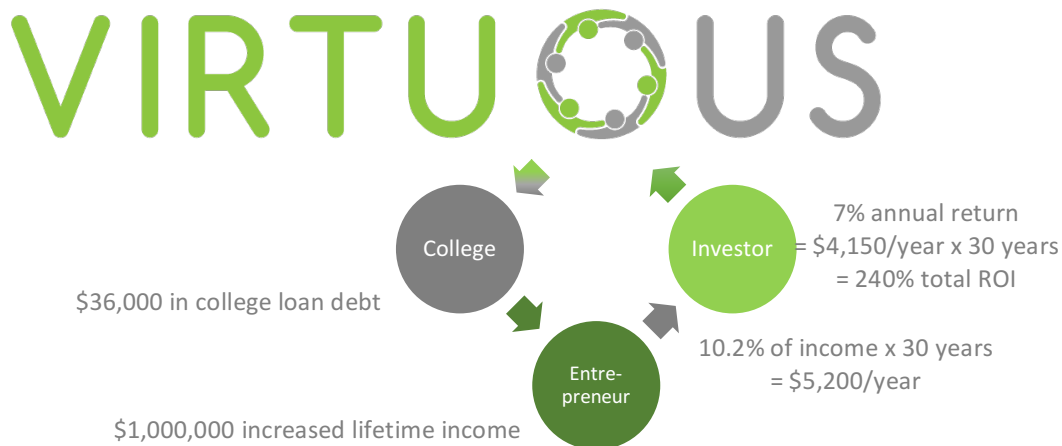 VIRTUOUS
College
Investor
7% annual return
= $4,150/year x 30 years
= 240% total ROI
$36,000 in college loan debt
Entre-
preneur
10.2% of income x 30 years
= $5,200/year
$1,000,000 increased lifetime income